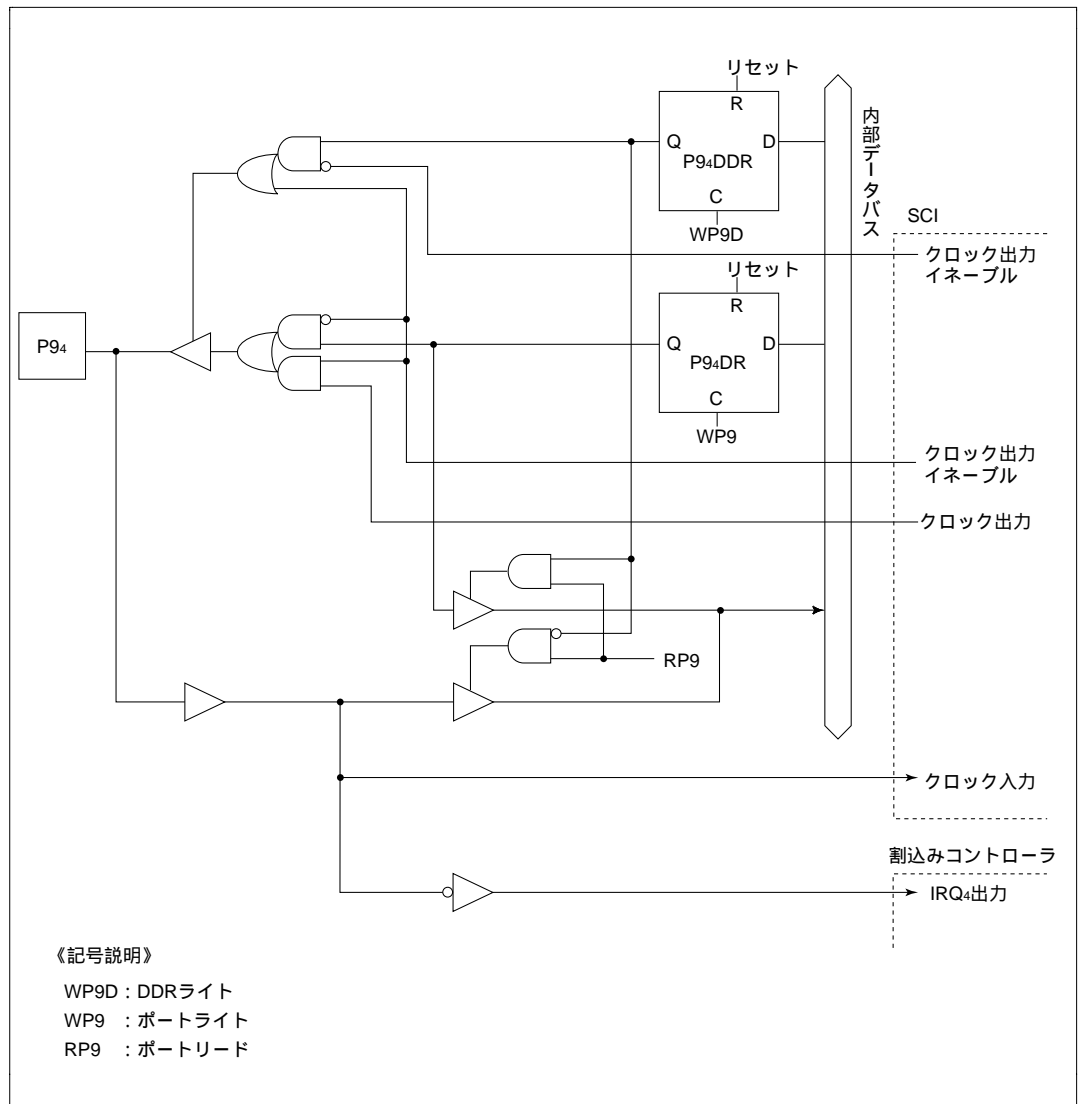 リセット
R
Q
D
P94DDR
C
WP9D
内部データバス
SCI
クロック出力
イネーブル
リセット
R
Q
D
P94DR
C
WP9
P94
クロック出力
イネーブル
クロック出力
RP9
クロック入力
割込みコントローラ
IRQ4出力
《記号説明》
WP9D：DDRライト
WP9 ：ポートライト
RP9 ：ポートリード